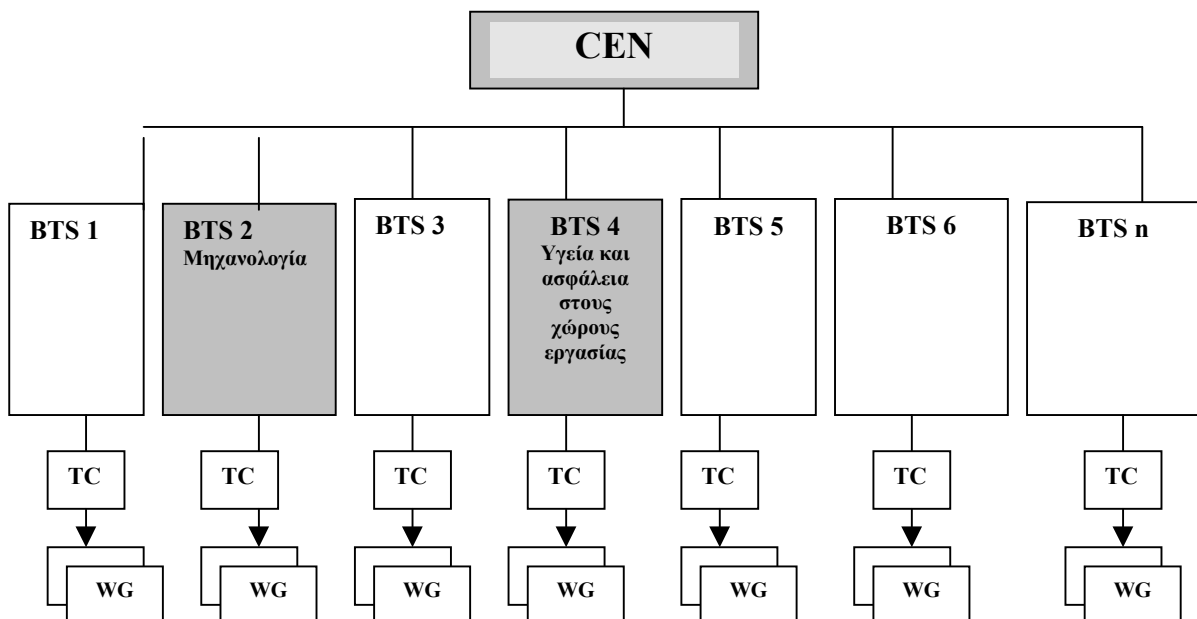 CEN
BTS 1
BTS 2
Μηχανολογία
BTS 3
BTS 4
Υγεία και
ασφάλεια
στους
χώρους
εργασίας
BTS 5
BTS 6
BTS n
TC
TC
TC
TC
TC
TC
TC
WG
WG
WG
WG
WG
WG
WG